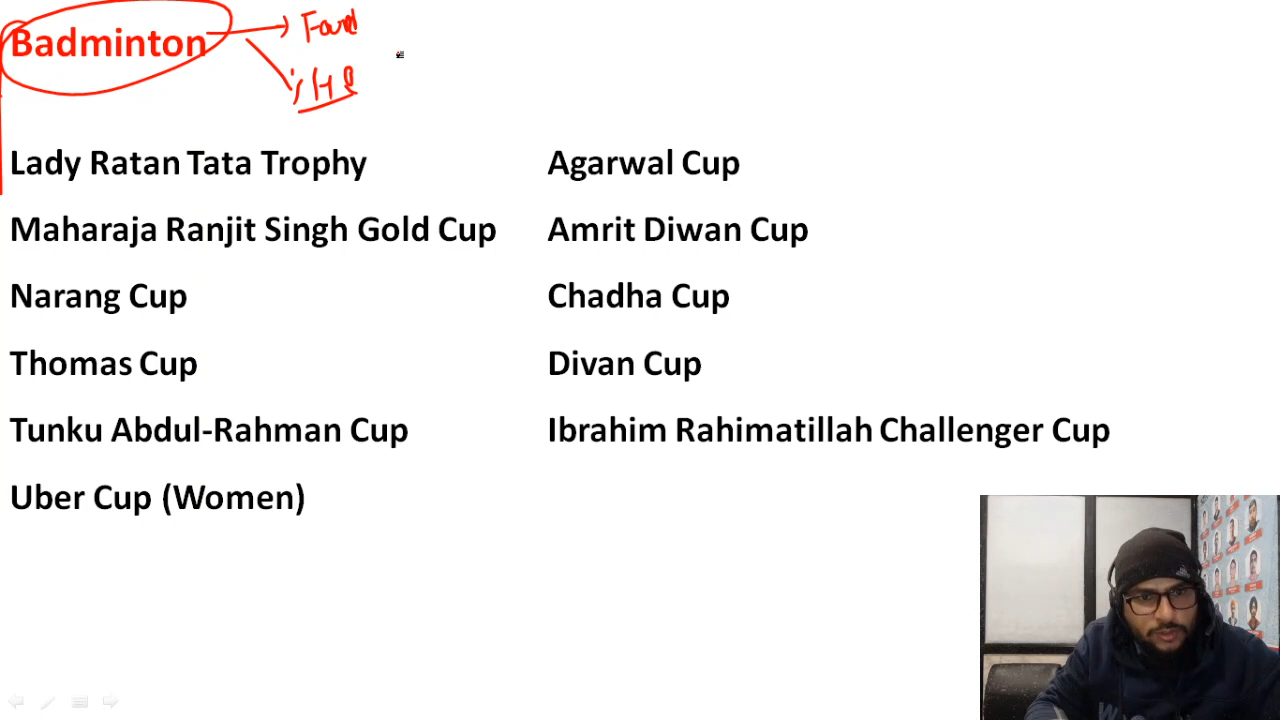 Badminton
Lady Ratan Tata Trophy
Maharaja Ranjit Singh Gold Cup
Narang Cup
Thomas Cup
Tunku Abdul-Rahman Cup
Uber Cup (Women)
Agarwal Cup
Amrit Diwan Cup
Chadha Cup
Divan Cup
Ibrahim Rahimatillah Challenger Cup